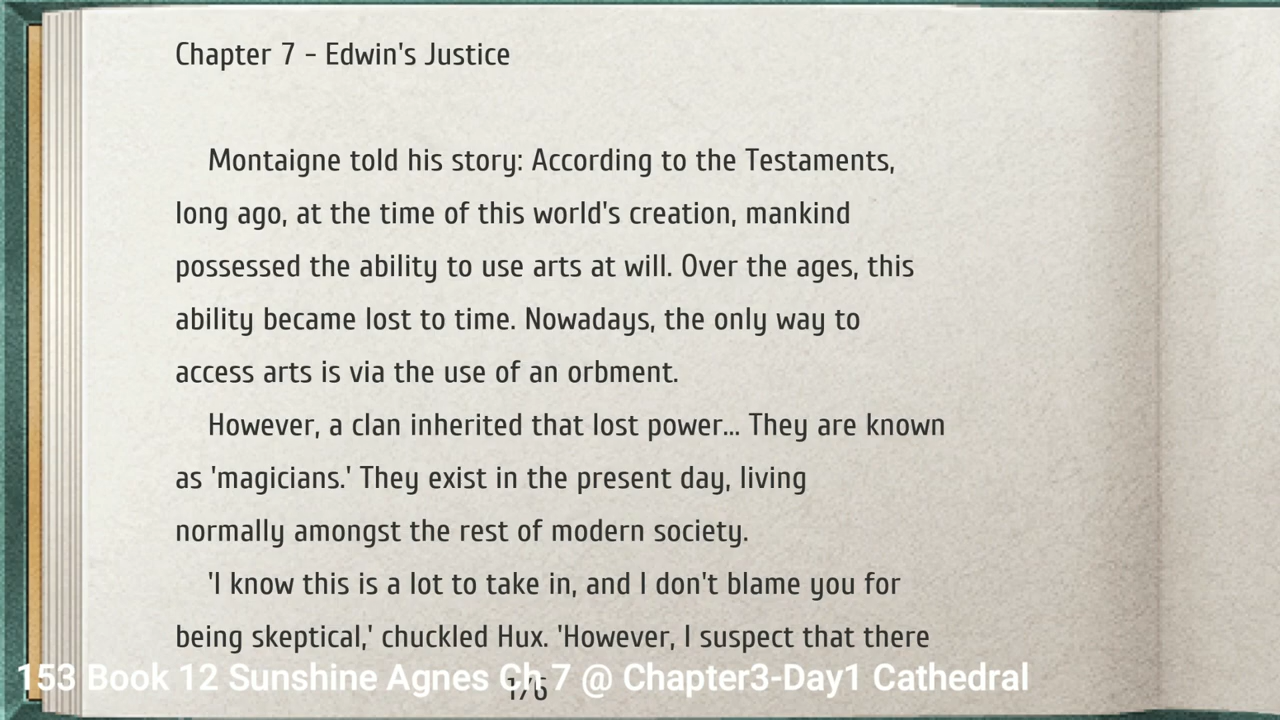 Chapter 7 - Edwin's Justice
Montaigne told his story: According to the Testaments,
long ago, at the time of this world's creation, mankind
possessed the ability to use arts at will. Over the ages, this
ability became lost to time. Nowadays, the only way to
access arts is via the use of an orbment.
However, a clan inherited that lost power... They are known
as 'magicians.' They exist in the present day, living
normally amongst the rest of modern society.
'I know this is a lot to take in, and I don't blame you for
being skeptical,' chuckled Hux. 'However, I suspect that there
153 Book 12 Sunshine Agnes Ch 7 @ Chapter3-Day1 Cathedral
1/6